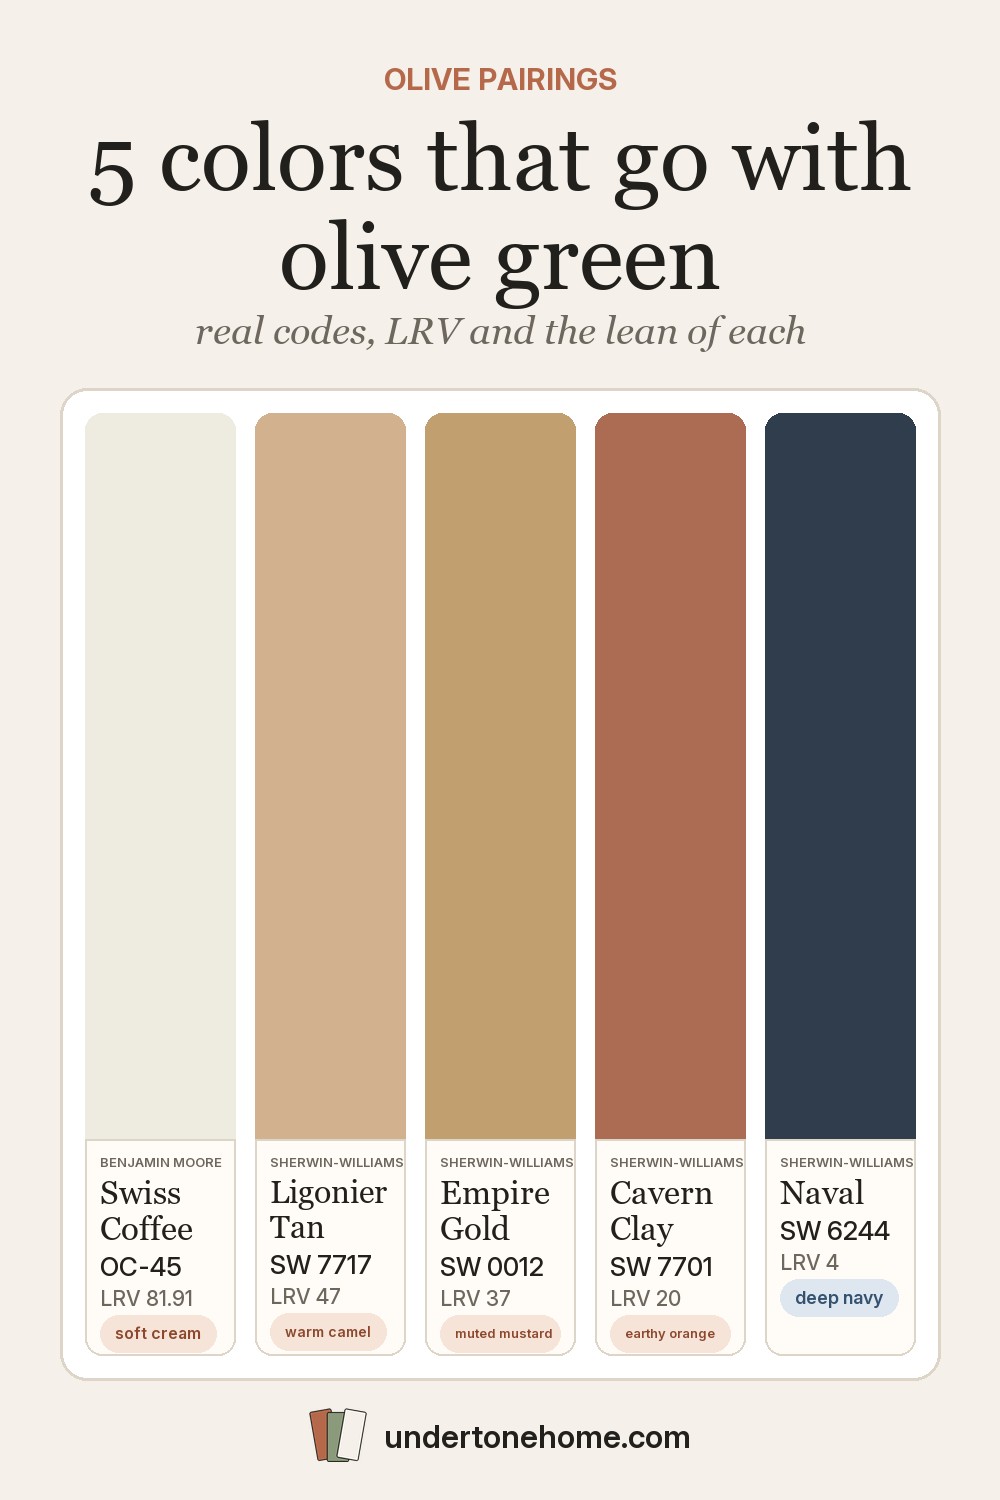 OLIVE PAIRINGS
5 colors that go with
olive green
real codes, LRV and the lean of each
BENJAMIN MOORE
Swiss
Coffee
OC-45
LRV 81.91
soft cream
SHERWIN-WILLIAMS
Ligonier
Tan
SW 7717
LRV 47
warm camel
SHERWIN-WILLIAMS
Empire
Gold
SW 0012
LRV 37
muted mustard
SHERWIN-WILLIAMS
Cavern
Clay
SW 7701
LRV 20
earthy orange
SHERWIN-WILLIAMS
Naval
SW 6244
LRV 4
deep navy
undertonehome.com